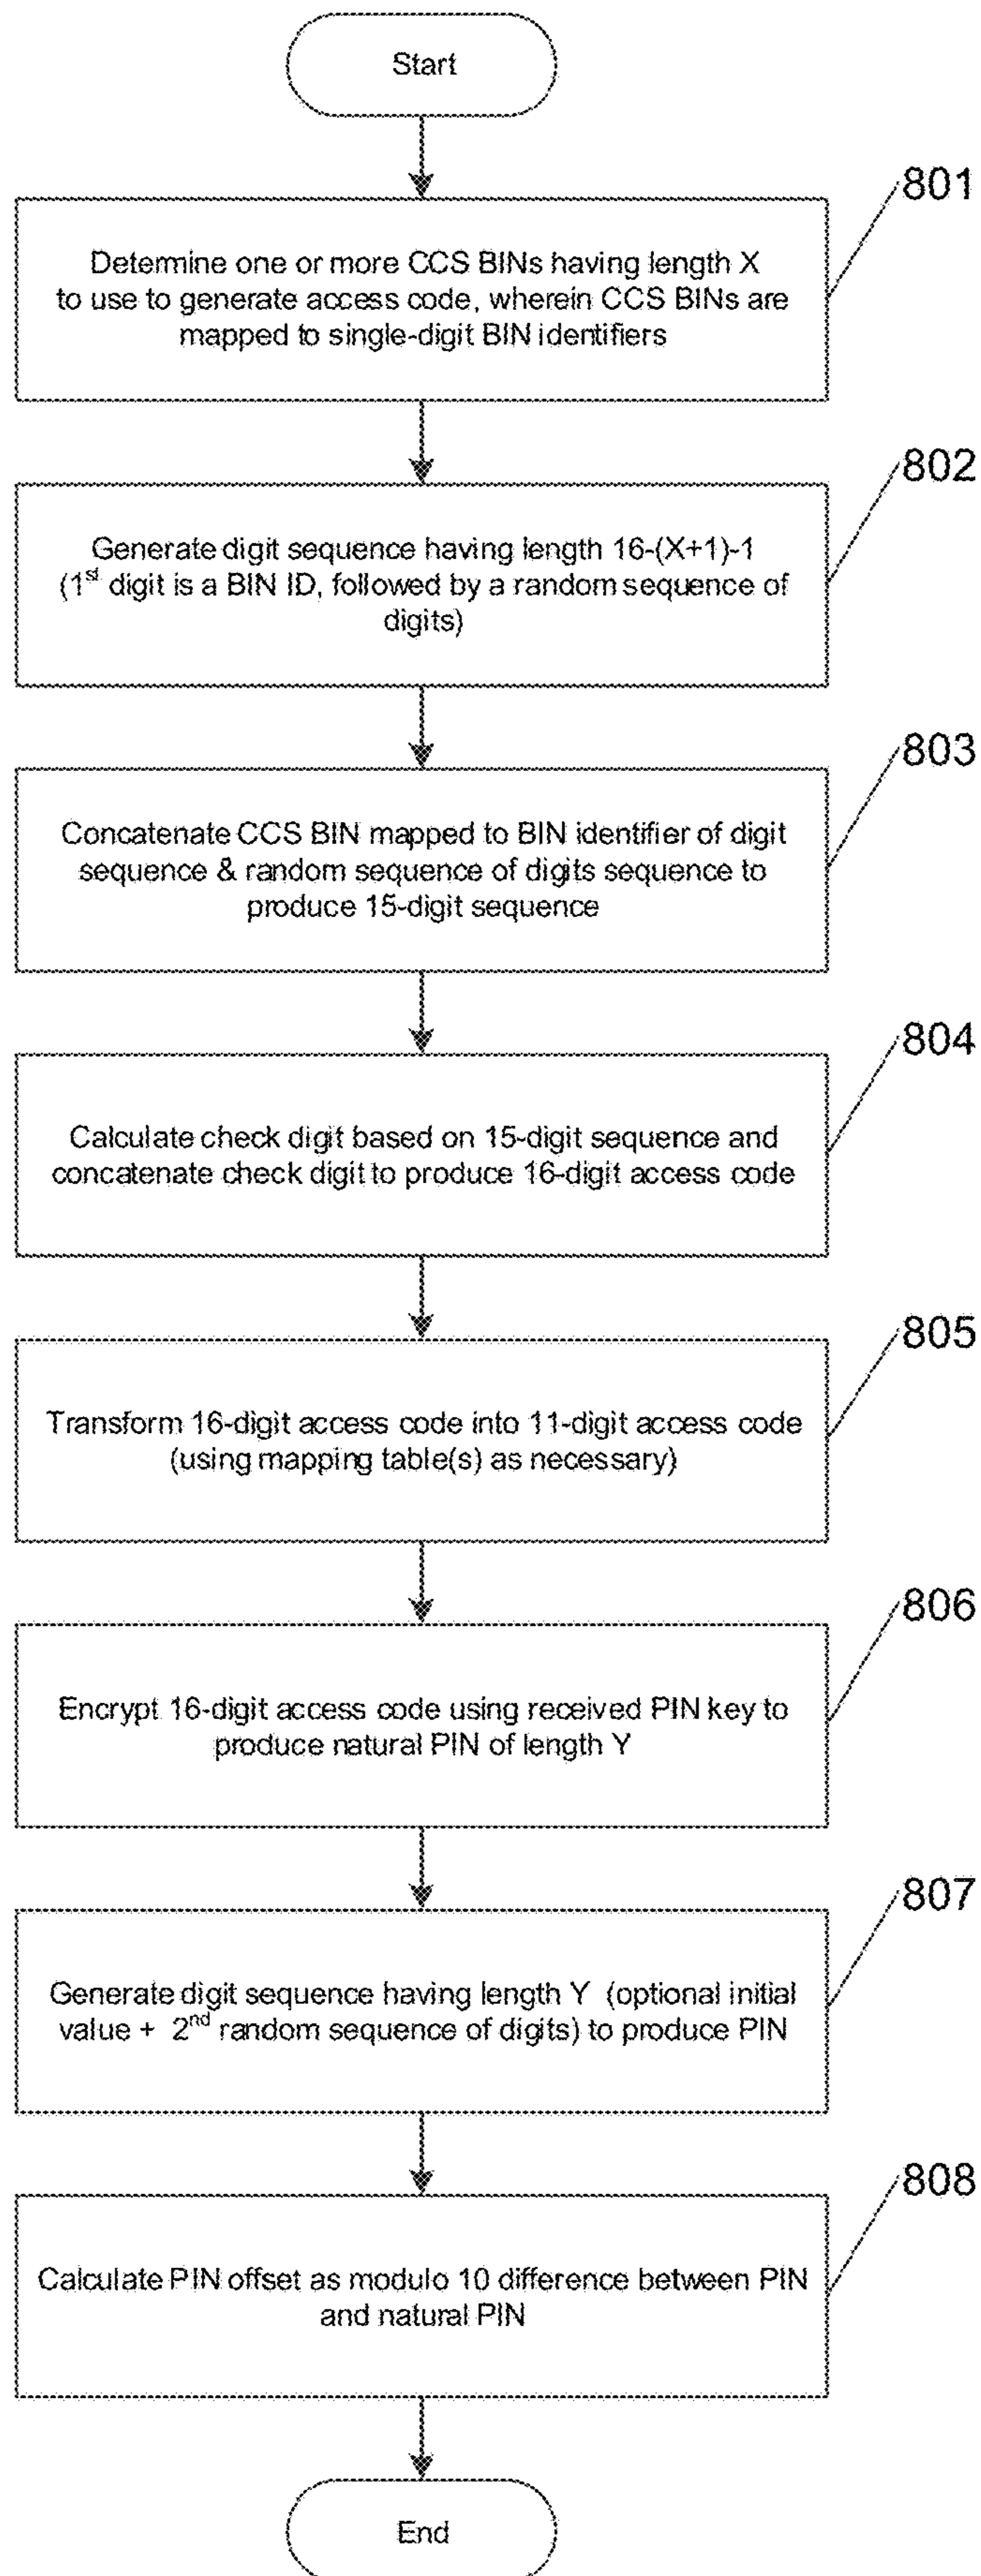 Start
801
Determine one or more CCS BINs having length X
to use to generate access code, wherein CCS BINs are
mapped to single-digit BIN identifiers
802
Generate digit sequence having length 16-(X+1)-1
(1st digit is a BIN ID, followed by a random sequence of
digits)
803
Concatenate CCS BIN mapped to BIN identifier of digit
sequence & random sequence of digits sequence to
produce 15-digit sequence
804
Calculate check digit based on 15-digit sequence and
concatenate check digit to produce 16-digit access code
805
Transform 16-digit access code into 11-digit access code
(using mapping table(s) as necessary)
806
Encrypt 16-digit access code using received PIN key to
produce natural PIN of length Y
807
Generate digit sequence having length Y (optional initial
value + 2nd random sequence of digits) to produce PIN
808
Calculate PIN offset as modulo 10 difference between PIN
and natural PIN
End